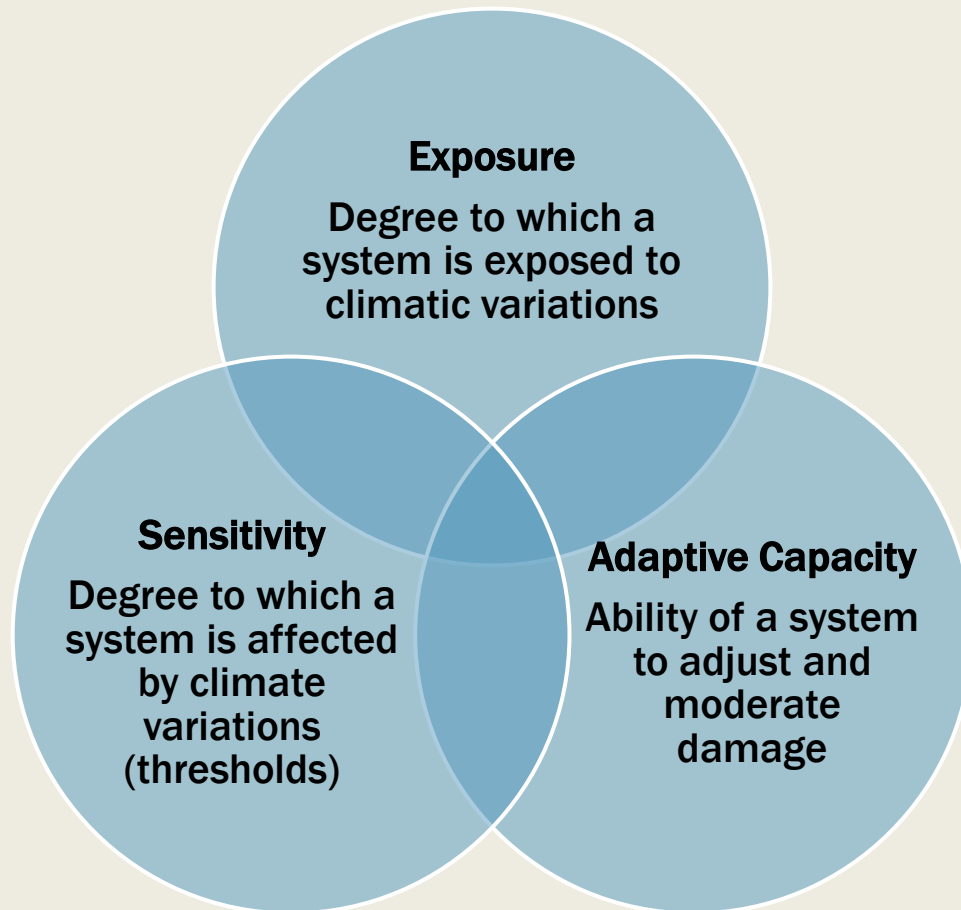 Exposure
Degree to which a
system is exposed to
climatic variations
Sensitivity
Degree to which a
system is affected
by climate
variations
(thresholds)
Adaptive Capacity
Ability of a system
to adjust and
moderate
damage